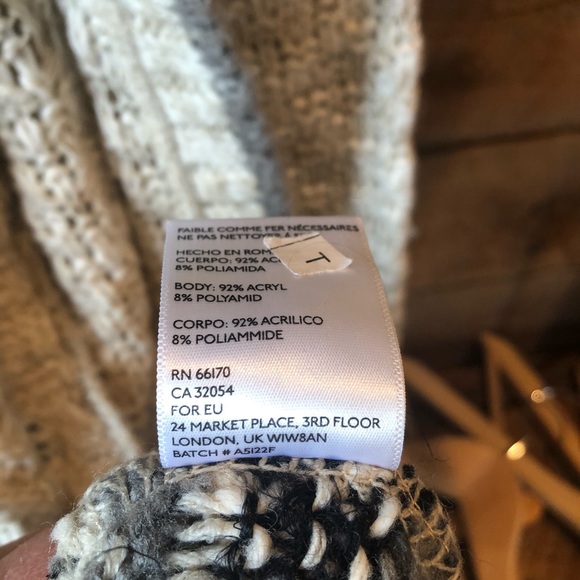 FAIBLE COMME FER NÉCESSAIRES
NE PAS NETTOYER À
HECHO EN
CUERPO: 92%
8% POLIAMIDA
BODY: 92% ACRYL
8% POLYAMID
CORPO: 92% ACRILICO
8% POLIAMMIDE
RN 66170
CA 32054
FOR EU
24 MARKET PLACE, 3RD FLOOR
LONDON, UK W1W8AN
BATCH # A5122F